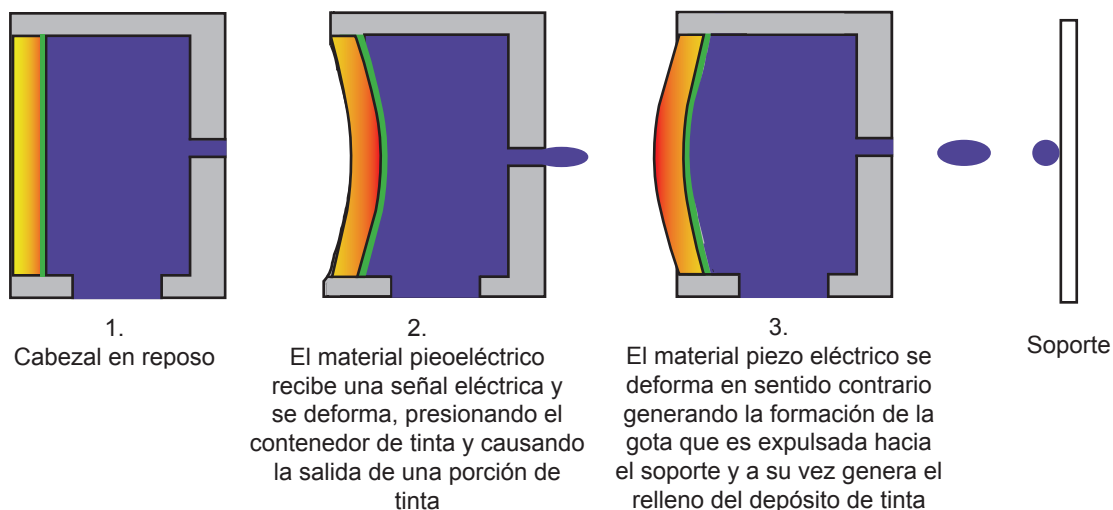 1.
Cabezal en reposo
2.
El material pieoeléctrico
recibe una señal eléctrica y
se deforma, presionando el
contenedor de tinta y causando
la salida de una porción de
tinta
3.
El material piezo eléctrico se
deforma en sentido contrario
generando la formación de la
gota que es expulsada hacia
el soporte y a su vez genera el
relleno del depósito de tinta
Soporte